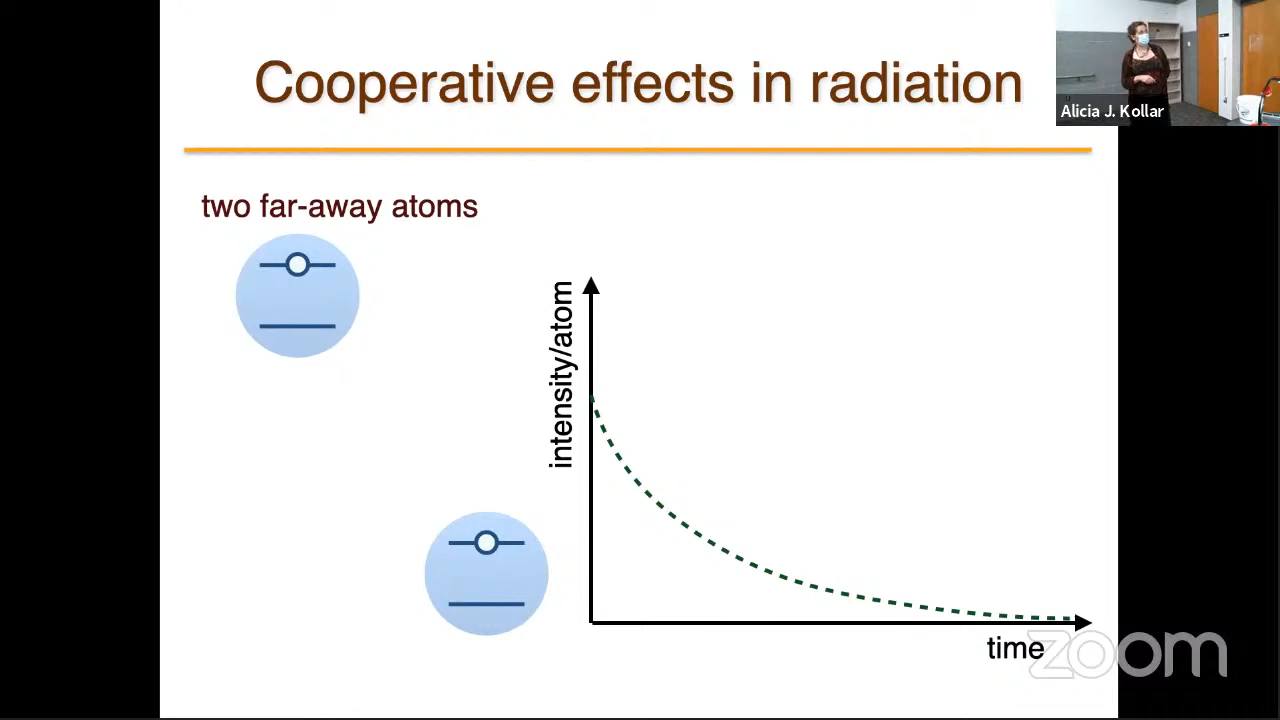 Cooperative effects in radiation
Alicia J. Kollar
two far-away atoms
intensity/atom
time
zoom